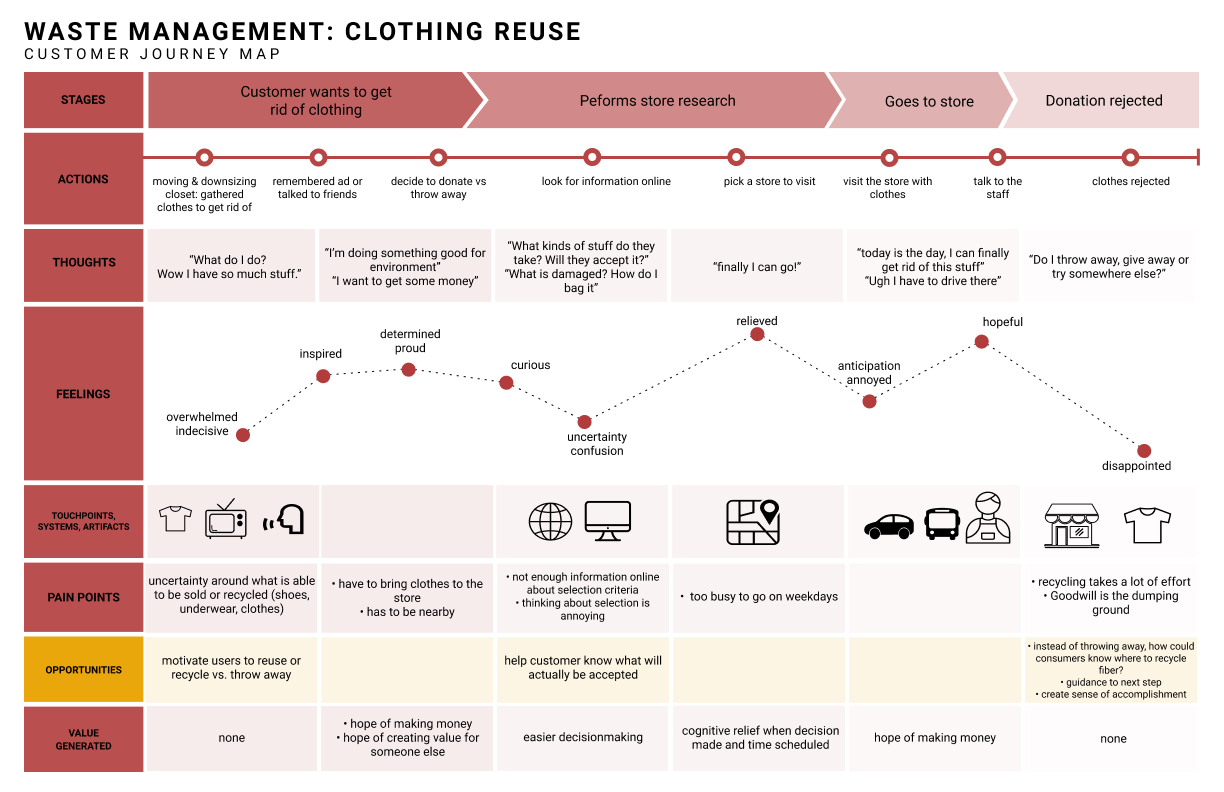 WASTE MANAGEMENT: CLOTHING REUSE
CUSTOMER JOURNEY MAP
STAGES
Customer wants to get
rid of clothing
Peforms store research
Goes to store
Donation rejected
ACTIONS
moving & downsizing
closet: gathered
clothes to get rid of
remembered ad or
talked to friends
decide to donate vs
throw away
look for information online
pick a store to visit
visit the store with
clothes
talk to the
staff
clothes rejected
THOUGHTS
“What do I do?
Wow I have so much stuff.”
“I’m doing something good for
environment”
“I want to get some money”
“What kinds of stuff do they
take? Will they accept it?”
“What is damaged? How do I
bag it”
“finally I can go!”
“today is the day, I can finally
get rid of this stuff”
“Ugh I have to drive there”
“Do I throw away, give away or
try somewhere else?”
FEELINGS
overwhelmed
indecisive
inspired
determined
proud
curious
uncertainty
confusion
relieved
anticipation
annoyed
hopeful
disappointed
TOUCHPOINTS,
SYSTEMS, ARTIFACTS
PAIN POINTS
uncertainty around what is able
to be sold or recycled (shoes,
underwear, clothes)
• have to bring clothes to the
store
• has to be nearby
• not enough information online
about selection criteria
• thinking about selection is
annoying
• too busy to go on weekdays
• recycling takes a lot of effort
• Goodwill is the dumping
ground
OPPORTUNITIES
motivate users to reuse or
recycle vs. throw away
help customer know what will
actually be accepted
• instead of throwing away, how could
consumers know where to recycle
fiber?
• guidance to next step
• create sense of accomplishment
VALUE
GENERATED
none
• hope of making money
• hope of creating value for
someone else
easier decisionmaking
cognitive relief when decision
made and time scheduled
hope of making money
none